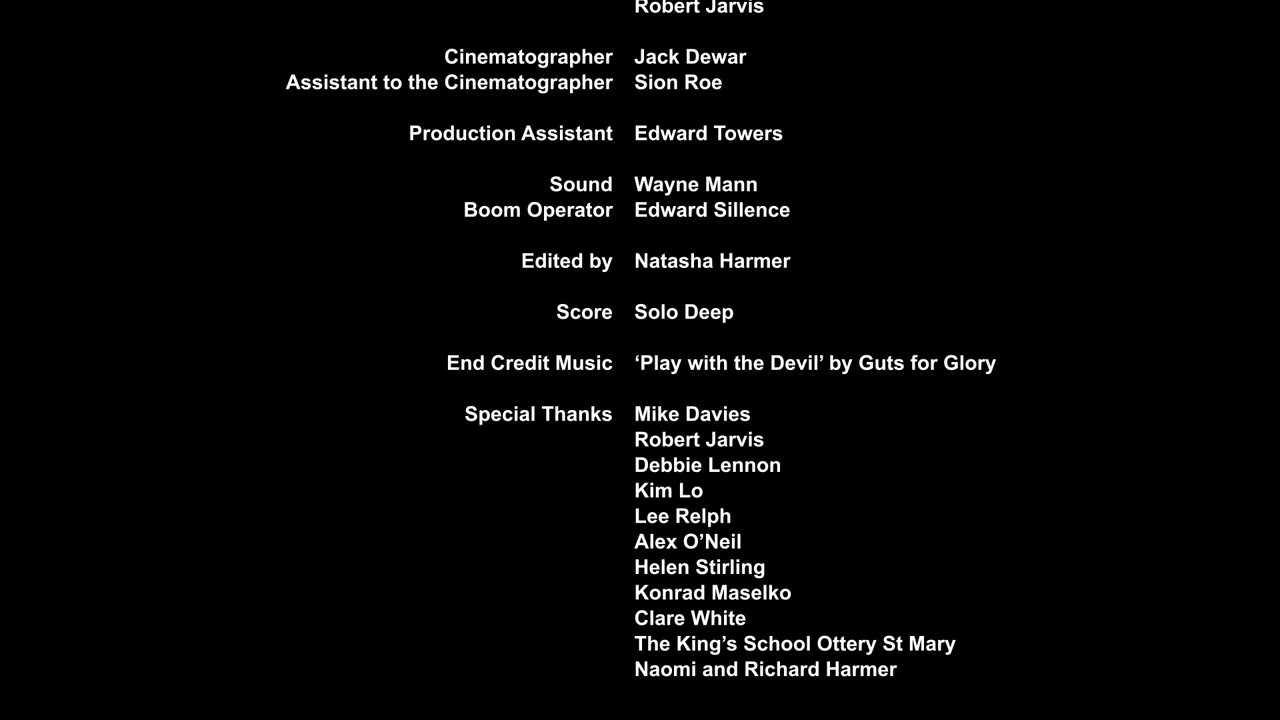 Robert Jarvis
Cinematographer Jack Dewar
Assistant to the Cinematographer Sion Roe
Production Assistant Edward Towers
Sound Wayne Mann
Boom Operator Edward Sillence
Edited by Natasha Harmer
Score Solo Deep
End Credit Music ‘Play with the Devil’ by Guts for Glory
Special Thanks Mike Davies
Robert Jarvis
Debbie Lennon
Kim Lo
Lee Relph
Alex O’Neil
Helen Stirling
Konrad Maselko
Clare White
The King’s School Ottery St Mary
Naomi and Richard Harmer